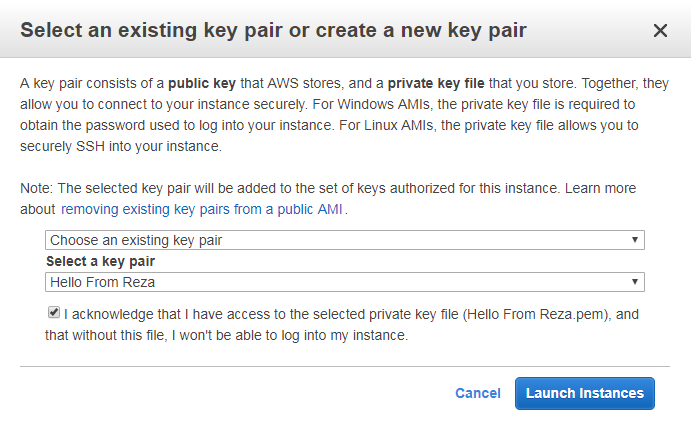 Select an existing key pair or create a new key pair
A key pair consists of a public key that AWS stores, and a private key file that you store. Together, they
allow you to connect to your instance securely. For Windows AMIs, the private key file is required to
obtain the password used to log into your instance. For Linux AMIs, the private key file allows you to
securely SSH into your instance.
Note: The selected key pair will be added to the set of keys authorized for this instance. Learn more
about removing existing key pairs from a public AMI.
Choose an existing key pair
Select a key pair
Hello From Reza
I acknowledge that I have access to the selected private key file (Hello From Reza.pem), and
that without this file, I won't be able to log into my instance.
Cancel Launch Instances